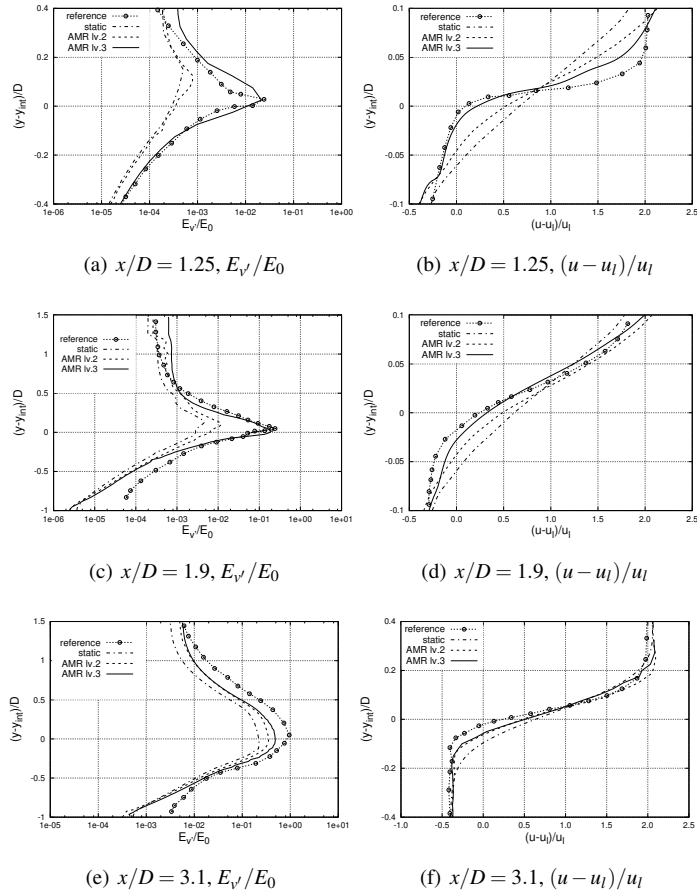 0.4
0.2
0
0.2
-0.4
1e-06
1e-05
1e-04
1e-03
1e-02
1e-01
1e+00
(y-y_int)/D
E_v'/E_0
reference
static
AMR lv.2
AMR lv.3
(a) x/D = 1.25, E_v'/E_0
0.1
0.05
0
-0.05
-0.1
-0.5
0.0
0.5
1.0
1.5
2.0
2.5
(y-y_int)/D
(u-u_l)/u_l
reference
static
AMR lv.2
AMR lv.3
(b) x/D = 1.25, (u − u_l)/u_l
1.5
1
0.5
0
-0.5
-1
1e-06
1e-05
1e-04
1e-03
1e-02
1e-01
1e+00
1e+01
(y-y_int)/D
E_v'/E_0
reference
static
AMR lv.2
AMR lv.3
(c) x/D = 1.9, E_v'/E_0
0.1
0.05
0
-0.05
-0.1
-0.5
0.0
0.5
1.0
1.5
2.0
2.5
(y-y_int)/D
(u-u_l)/u_l
reference
static
AMR lv.2
AMR lv.3
(d) x/D = 1.9, (u − u_l)/u_l
1.5
1
0.5
0
-0.5
-1
1e-05
1e-04
1e-03
1e-02
1e-01
1e+00
1e+01
(y-y_int)/D
E_v'/E_0
reference
static
AMR lv.2
AMR lv.3
(e) x/D = 3.1, E_v'/E_0
0.4
0.2
0
-0.2
-0.4
-1.0
-0.5
0.0
0.5
1.0
1.5
2.0
2.5
(y-y_int)/D
(u-u_l)/u_l
reference
static
AMR lv.2
AMR lv.3
(f) x/D = 3.1, (u − u_l)/u_l